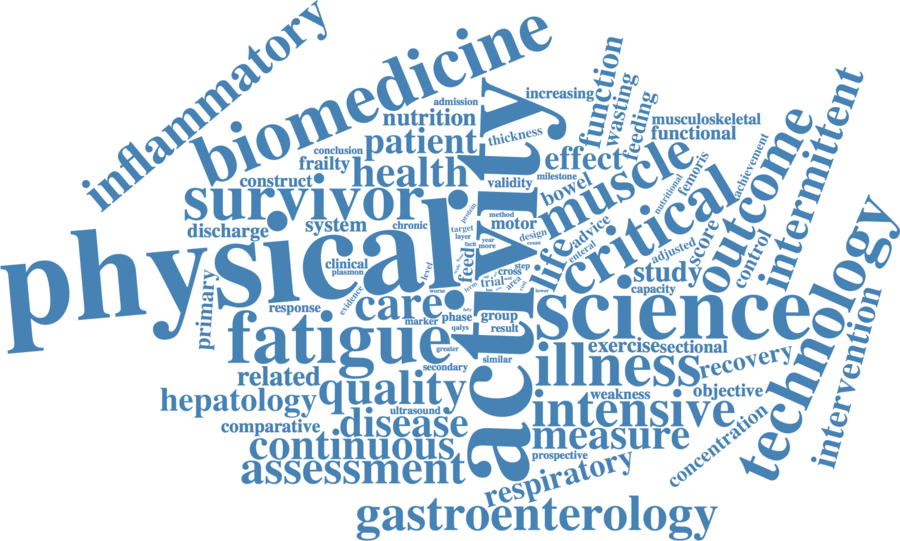 inflammatory
biomedicine
admission
nutrition
patient
conclusion
frailty
health
construct
survivor
discharge
system
chronic
physical
clinical
plasmon
level
evidence
primary
response
care
worse
marker
phase
qalys
fatigue
greater
secondary
related
quality
hepatology
ultrasound
comparative
disease
continuous
assessment
activity
increasing
thickness
function
wasting
feeding
musculoskeletal
functional
effect
milestone
validity
bowel
muscle
femoris
nutritional
achievement
protein
method
motor
target
layer
design
count
year
fact
more
feed
step
cross
trial
area
life
advice
enteral
critical
adjusted
score
outcome
control
intermittent
study
capacity
lower
group
result
science
similar
exercise
sectional
illness
recovery
weakness
objective
intensive
measure
prospective
respiratory
concentration
technology
intervention
gastroenterology